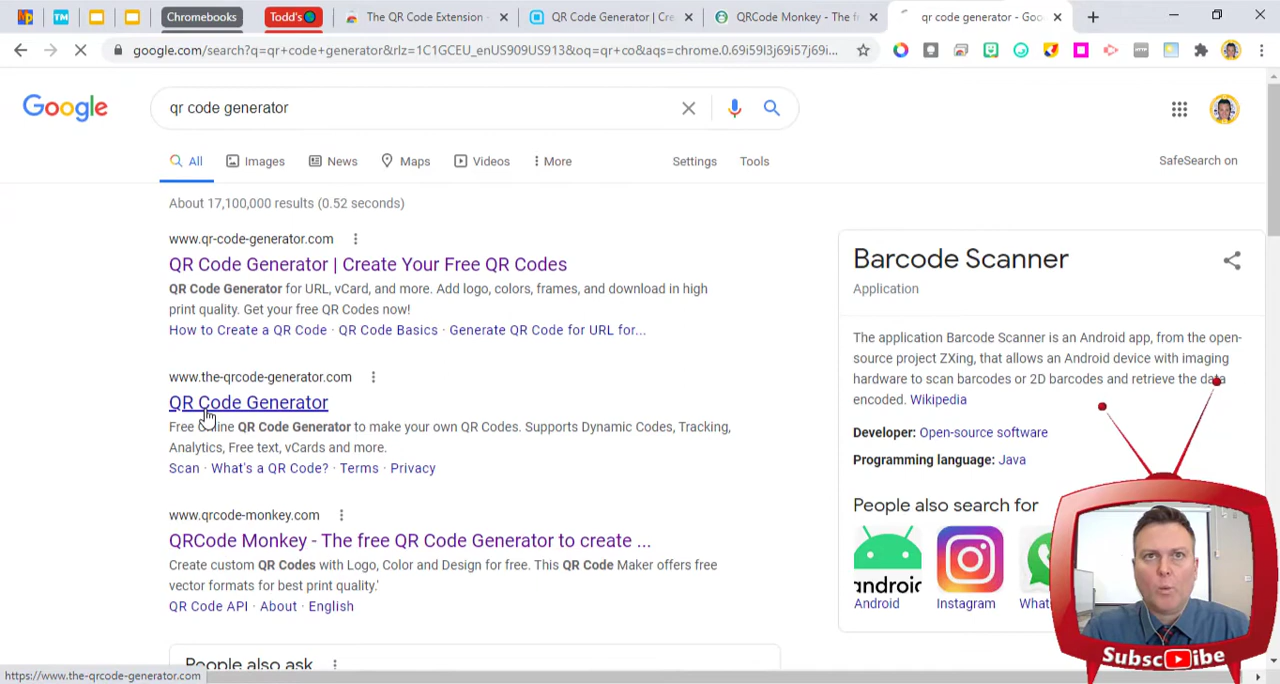 Chromebooks
Todd's
The QR Code Extension -
QR Code Generator | Cre
QRCode Monkey - The f
qr code generator - Goo
google.com/search?q=qr+code+generator&rlz=1C1GCEU_enUS909US913&oq=qr+co&aqs=chrome.0.69i59l3j69i57j69i...
Google
qr code generator
All
Images
News
Maps
Videos
More
Settings
Tools
SafeSearch on
About 17,100,000 results (0.52 seconds)
www.qr-code-generator.com
QR Code Generator | Create Your Free QR Codes
QR Code Generator for URL, vCard, and more. Add logo, colors, frames, and download in high
print quality. Get your free QR Codes now!
How to Create a QR Code · QR Code Basics · Generate QR Code for URL for...
www.the-qrcode-generator.com
QR Code Generator
Free Online QR Code Generator to make your own QR Codes. Supports Dynamic Codes, Tracking,
Analytics, Free text, vCards and more.
Scan · What's a QR Code? · Terms · Privacy
www.qrcode-monkey.com
QRCode Monkey - The free QR Code Generator to create ...
Create custom QR Codes with Logo, Color and Design for free. This QR Code Maker offers free
vector formats for best print quality.'
QR Code API · About · English
People also ask
Barcode Scanner
Application
The application Barcode Scanner is an Android app, from the open-
source project ZXing, that allows an Android device with imaging
hardware to scan barcodes or 2D barcodes and retrieve the data
encoded. Wikipedia
Developer: Open-source software
Programming language: Java
People also search for
android
Android
Instagram
What
Subscribe
https://www.the-qrcode-generator.com